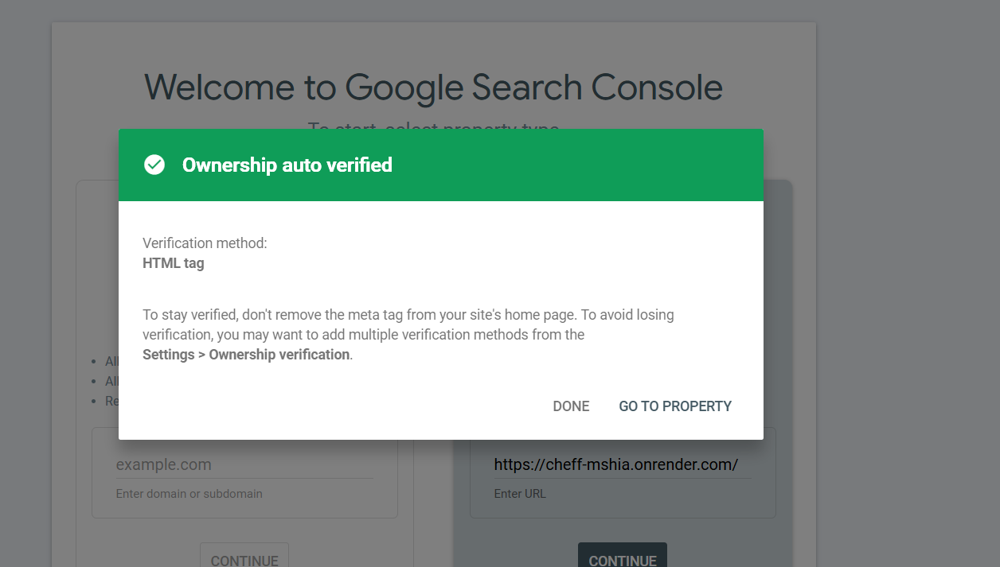 Welcome to Google Search Console
To start, select property type
Ownership auto verified
Verification method:
HTML tag
To stay verified, don't remove the meta tag from your site's home page. To avoid losing
verification, you may want to add multiple verification methods from the
Settings > Ownership verification.
DONE GO TO PROPERTY
All
All
Re
example.com
Enter domain or subdomain
CONTINUE
https://cheff-mshia.onrender.com/
Enter URL
CONTINUE